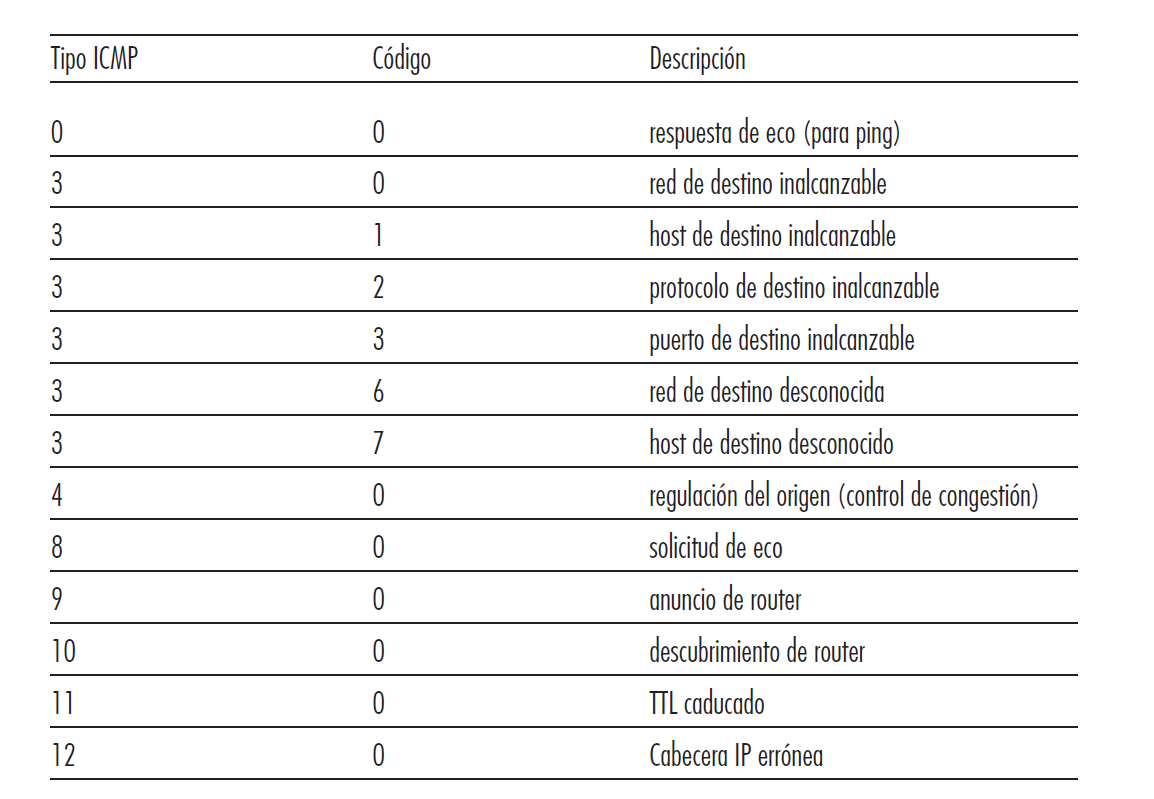 Tipo ICMP Código Descripción
0 0 respuesta de eco (para ping)
3 0 red de destino inalcanzable
3 1 host de destino inalcanzable
3 2 protocolo de destino inalcanzable
3 3 puerto de destino inalcanzable
3 6 red de destino desconocida
3 7 host de destino desconocido
4 0 regulación del origen (control de congestión)
8 0 solicitud de eco
9 0 anuncio de router
10 0 descubrimiento de router
11 0 TTL caducado
12 0 Cabecera IP errónea